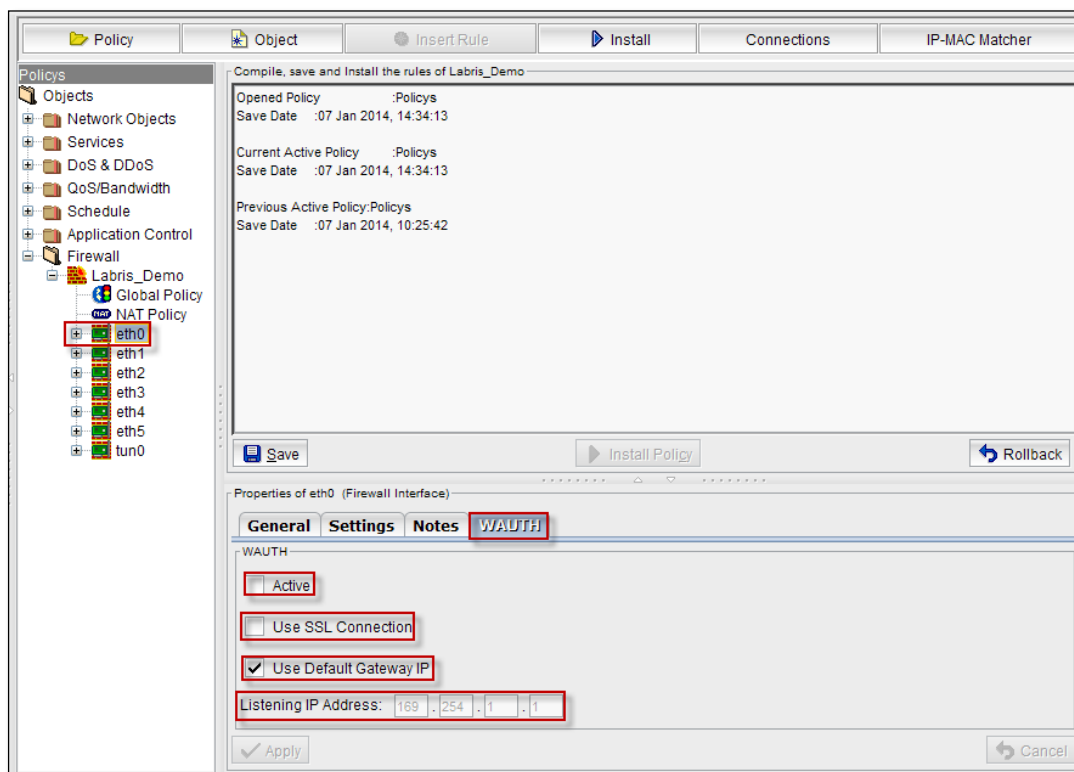 Policy Object Insert Rule Install Connections IP-MAC Matcher
Policys
Objects
Network Objects
Services
DoS & DDoS
QoS/Bandwidth
Schedule
Application Control
Firewall
Labris_Demo
Global Policy
NAT NAT Policy
eth0
eth1
eth2
eth3
eth4
eth5
tun0
Compile, save and Install the rules of Labris_Demo
Opened Policy :Policys
Save Date :07 Jan 2014, 14:34:13
Current Active Policy :Policys
Save Date :07 Jan 2014, 14:34:13
Previous Active Policy:Policys
Save Date :07 Jan 2014, 10:25:42
Save Install Policy Rollback
Properties of eth0 (Firewall Interface)
General Settings Notes WAUTH
WAUTH
Active
Use SSL Connection
Use Default Gateway IP
Listening IP Address: 169 . 254 . 1 . 1
Apply Cancel